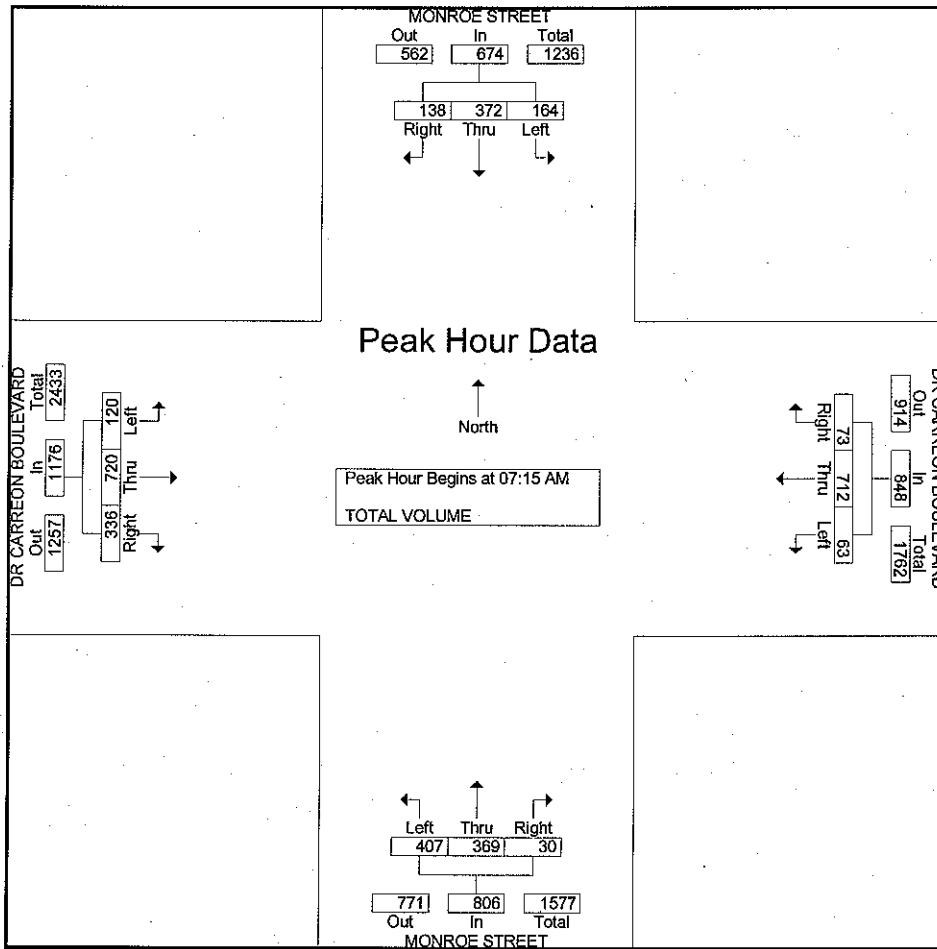 MONROE STREET
Out In Total
562 674 1236
138 372 164
Right Thru Left
Peak Hour Data
North
Peak Hour Begins at 07:15 AM
TOTAL VOLUME
DR CARREON BOULEVARD
Total In Out
2433 1176 1257
120 720 336
Left Thru Right
DR CARREON BOULEVARD
Out In Total
914 848 1762
73 712 63
Right Thru Left
Left Thru Right
407 369 30
771 806 1577
Out In Total
MONROE STREET